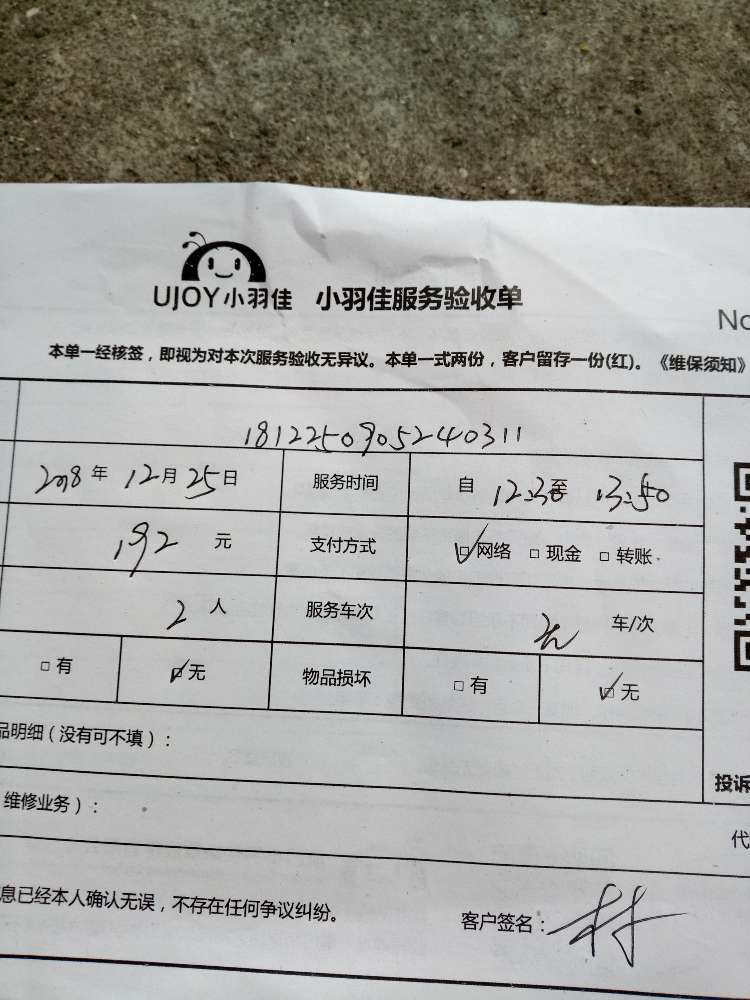 UJOY小羽佳 小羽佳服务验收单
No
本单一经核签，即视为对本次服务验收无异议。本单一式两份，客户留存一份(红)。《维保须知》
1812250905240311
2018年 12月25日 服务时间 自 12:30至 13:50
192 元 支付方式 网络 现金 转账
2 人 服务车次 无 车/次
有 无 物品损坏 有 无
品明细（没有可不填）：
投诉
维修业务）：
代
息已经本人确认无误，不存在任何争议纠纷。 客户签名：